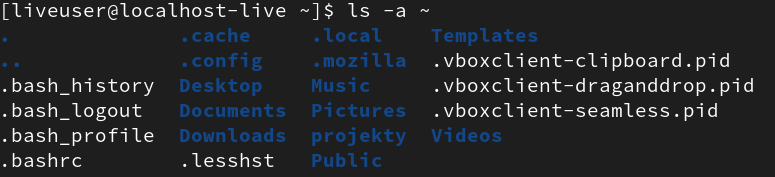 [liveuser@localhost-live ~]$ ls -a ~
.              .cache     .local    Templates
..             .config    .mozilla  .vboxclient-clipboard.pid
.bash_history  Desktop    Music     .vboxclient-draganddrop.pid
.bash_logout   Documents  Pictures  .vboxclient-seamless.pid
.bash_profile  Downloads  projekty  Videos
.bashrc        .lesshst   Public